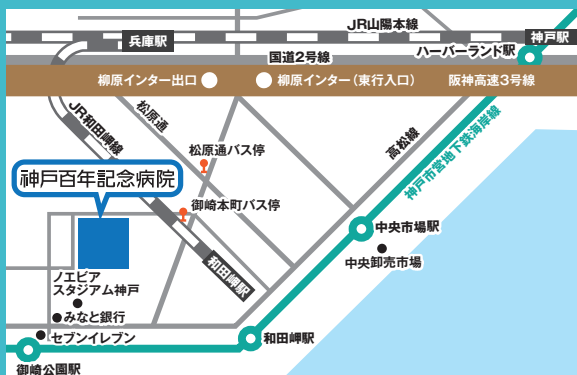 JR山陽本線
兵庫駅
神戸駅
ハーバーランド駅
国道2号線
柳原インター出口
柳原インター（東行入口）
阪神高速3号線
松原通
JR和田岬線
松原通バス停
高松線
神戸市営地下鉄海岸線
神戸百年記念病院
御崎本町バス停
中央市場駅
中央卸売市場
和田岬駅
ノエビア
スタジアム神戸
みなと銀行
セブンイレブン
和田岬駅
御崎公園駅